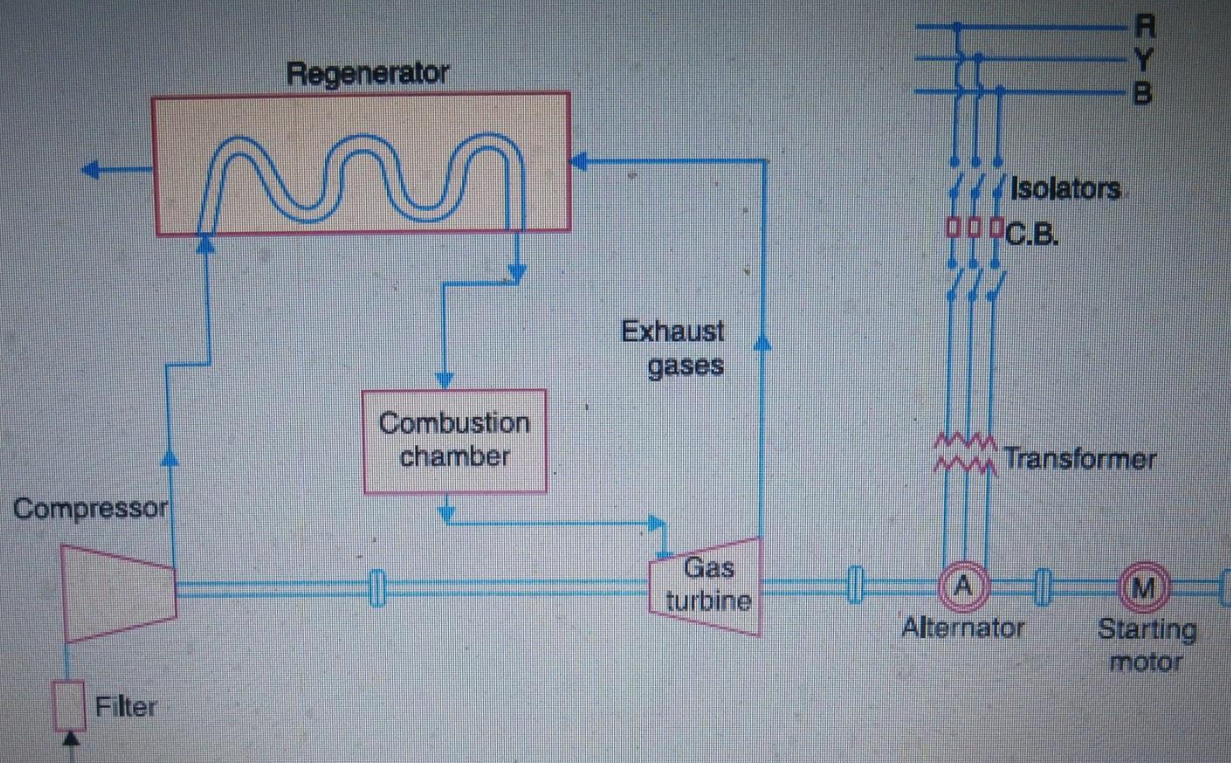 Regenerator
R
Y
B
Isolators
C.B.
Exhaust
gases
Combustion
chamber
Transformer
Compressor
Gas
turbine
A
M
Alternator
Starting
motor
Filter